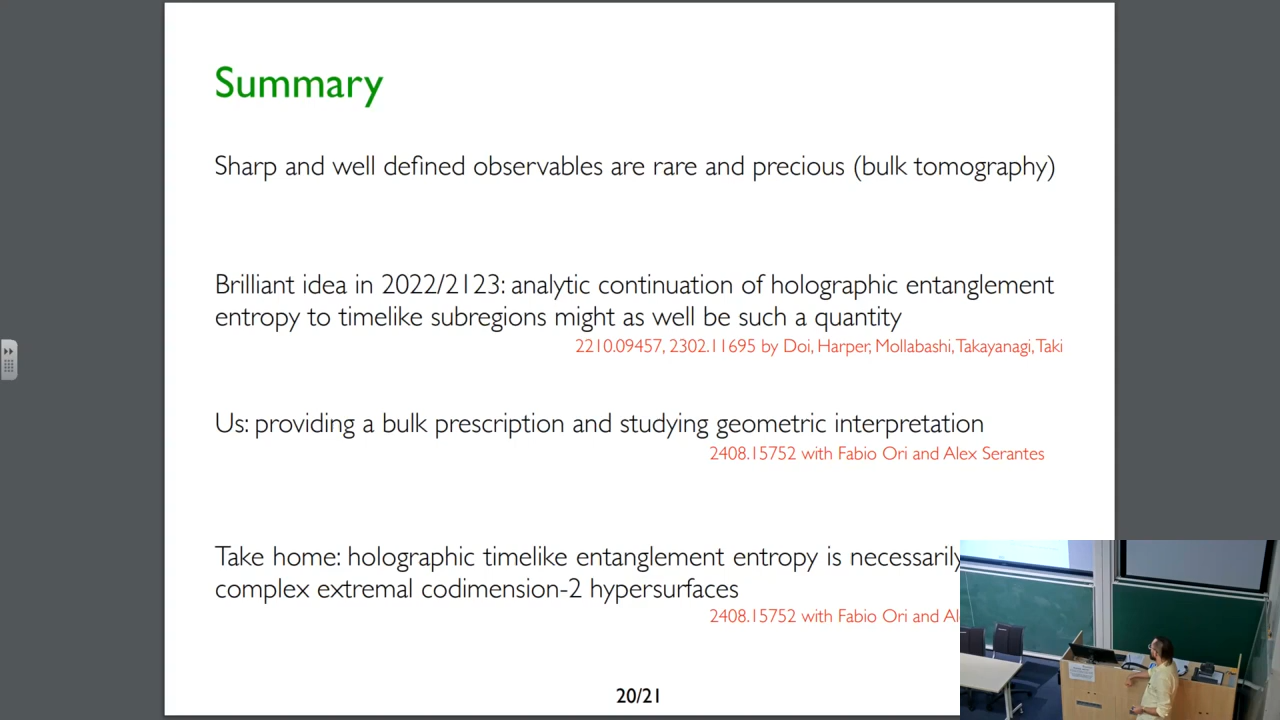 Summary
Sharp and well defined observables are rare and precious (bulk tomography)
Brilliant idea in 2022/2123: analytic continuation of holographic entanglement
entropy to timelike subregions might as well be such a quantity
2210.09457, 2302.11695 by Doi, Harper, Mollabashi, Takayanagi, Taki
Us: providing a bulk prescription and studying geometric interpretation
2408.15752 with Fabio Ori and Alex Serantes
Take home: holographic timelike entanglement entropy is necessarily
complex extremal codimension-2 hypersurfaces
2408.15752 with Fabio Ori and
20/21